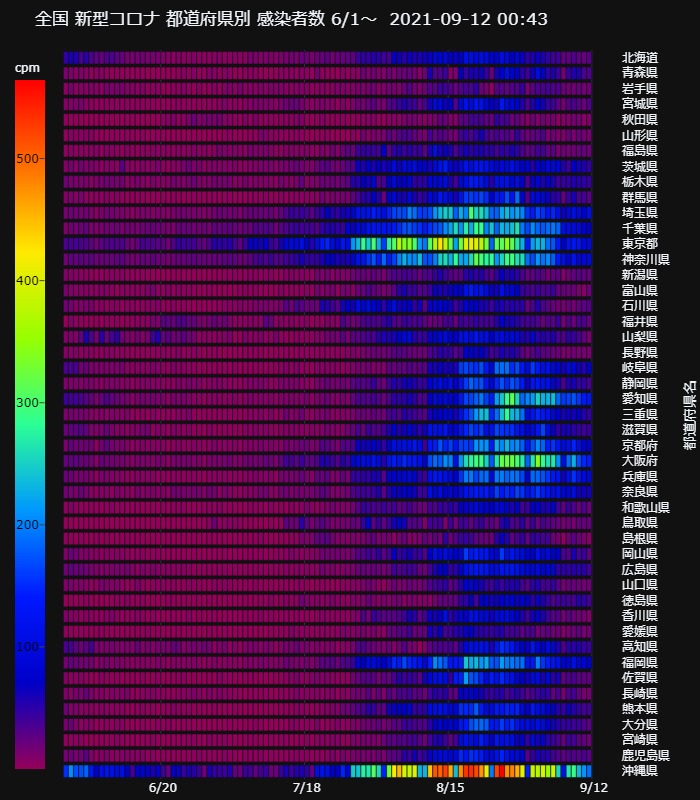 全国 新型コロナ 都道府県別 感染者数 6/1～ 2021-09-12 00:43
cpm
500
400
300
200
100
北海道
青森県
岩手県
宮城県
秋田県
山形県
福島県
茨城県
栃木県
群馬県
埼玉県
千葉県
東京都
神奈川県
新潟県
富山県
石川県
福井県
山梨県
長野県
岐阜県
静岡県
愛知県
三重県
滋賀県
京都府
大阪府
兵庫県
奈良県
和歌山県
鳥取県
島根県
岡山県
広島県
山口県
徳島県
香川県
愛媛県
高知県
福岡県
佐賀県
長崎県
熊本県
大分県
宮崎県
鹿児島県
沖縄県
都道府県名
6/20
7/18
8/15
9/12